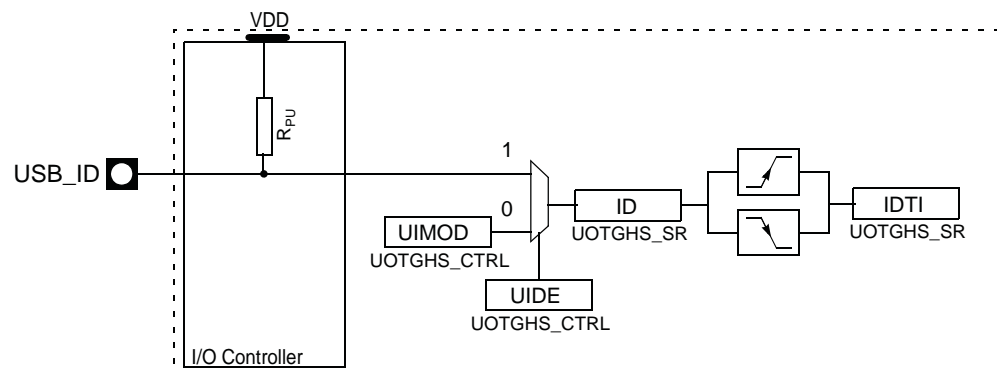 VDD
RPU
USB_ID
1
0
UIMOD
UOTGHS_CTRL
ID
UOTGHS_SR
IDTI
UOTGHS_SR
UIDE
UOTGHS_CTRL
I/O Controller